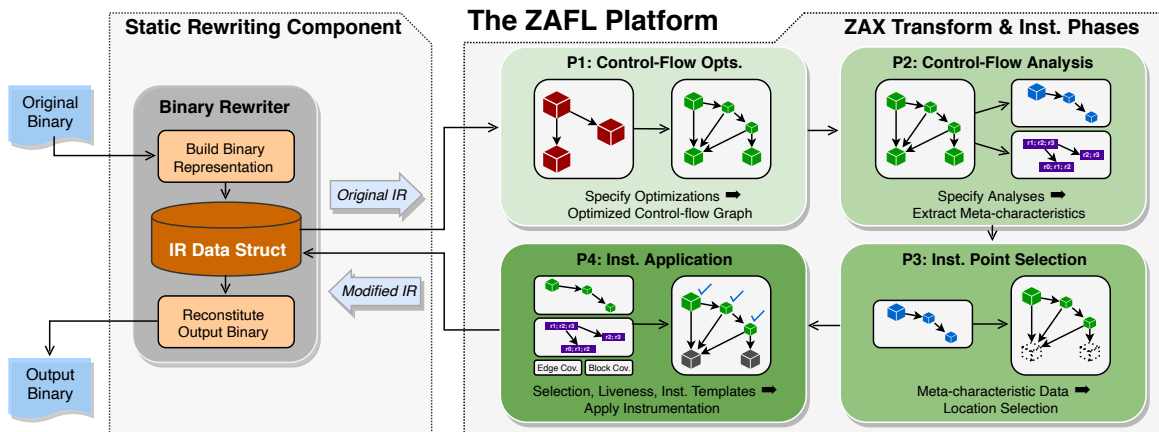 The ZAFL Platform
Static Rewriting Component
ZAX Transform & Inst. Phases
Original
Binary
Binary Rewriter
Build Binary
Representation
IR Data Struct
Reconstitute
Output Binary
Output
Binary
Original IR
Modified IR
P1: Control-Flow Opts.
Specify Optimizations ➡
Optimized Control-flow Graph
P2: Control-Flow Analysis
r1; r2; r3
r2; r3
r0; r1; r2
Specify Analyses ➡
Extract Meta-characteristics
P4: Inst. Application
r1; r2; r3
r2; r3
r0; r1; r2
Edge Cov.
Block Cov.
Selection, Liveness, Inst. Templates ➡
Apply Instrumentation
P3: Inst. Point Selection
Meta-characteristic Data ➡
Location Selection